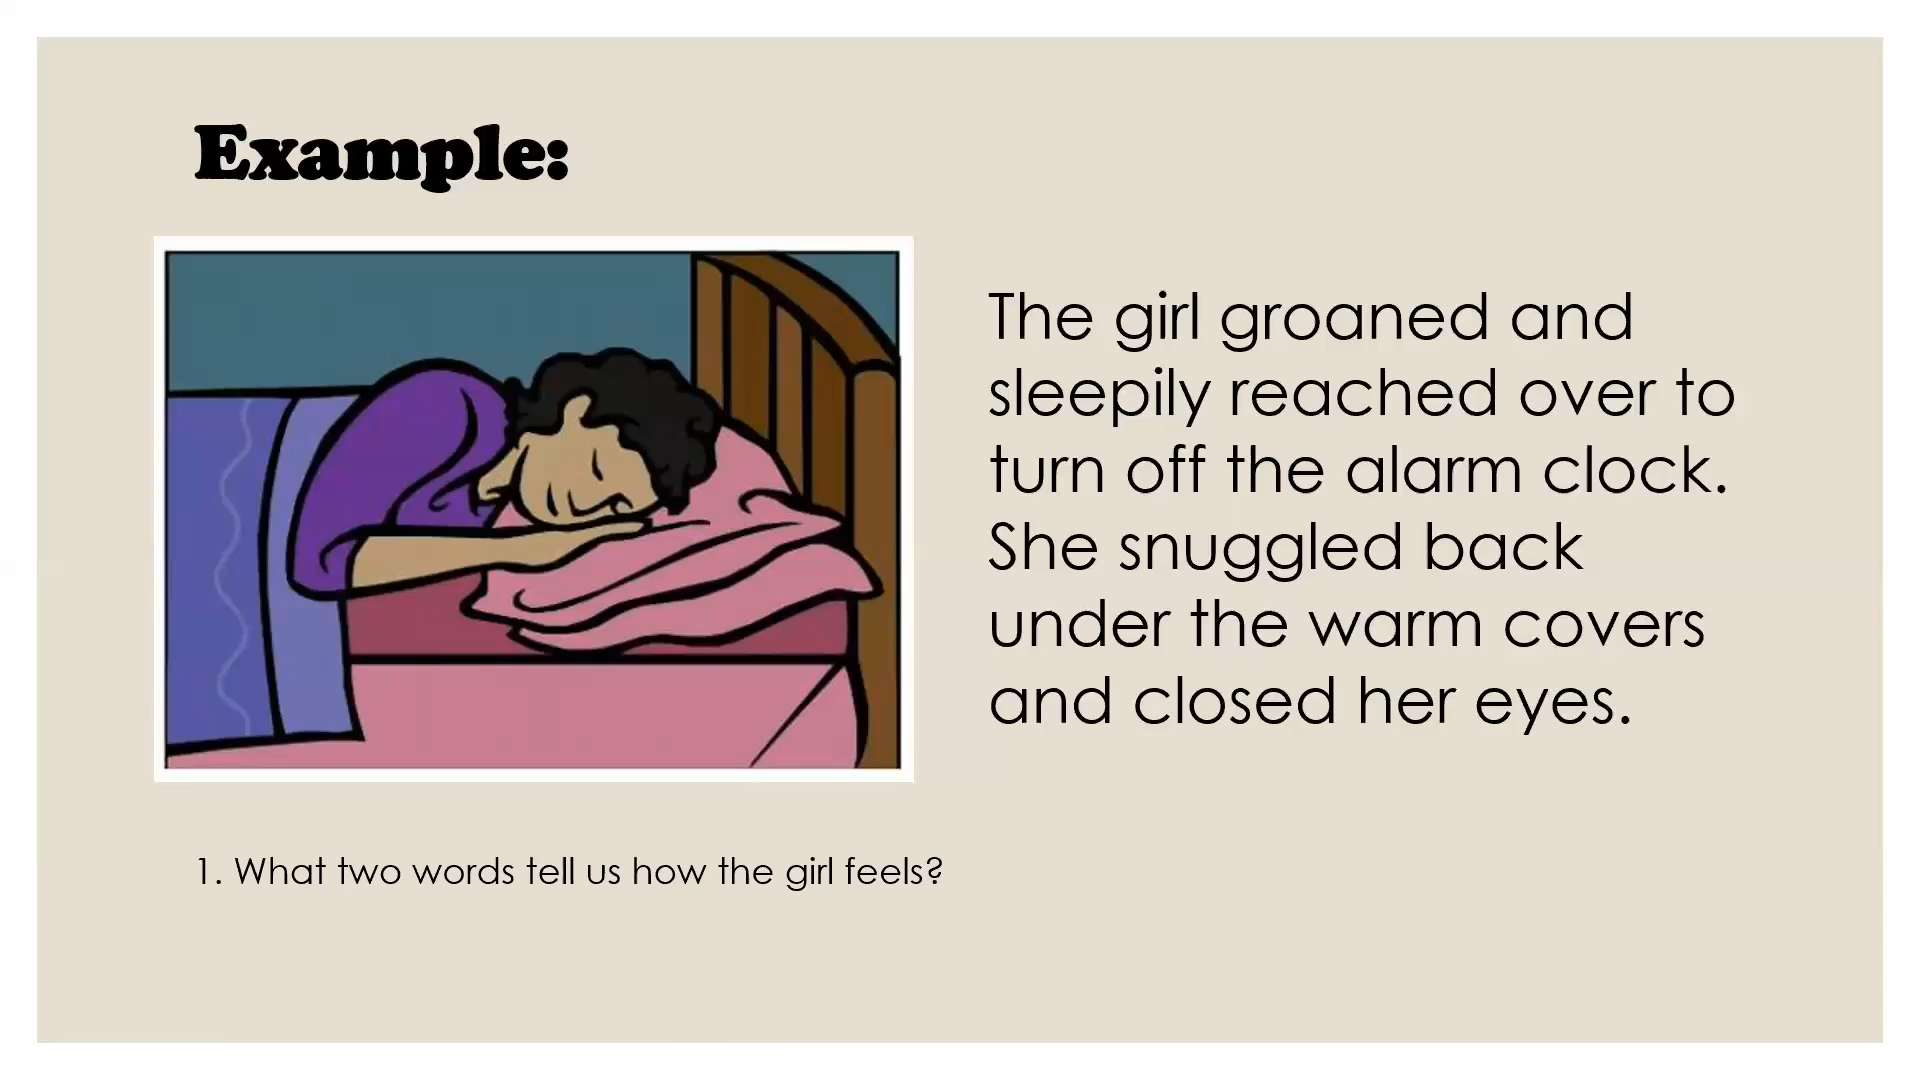 Example:
The girl groaned and
sleepily reached over to
turn off the alarm clock.
She snuggled back
under the warm covers
and closed her eyes.
1. What two words tell us how the girl feels?